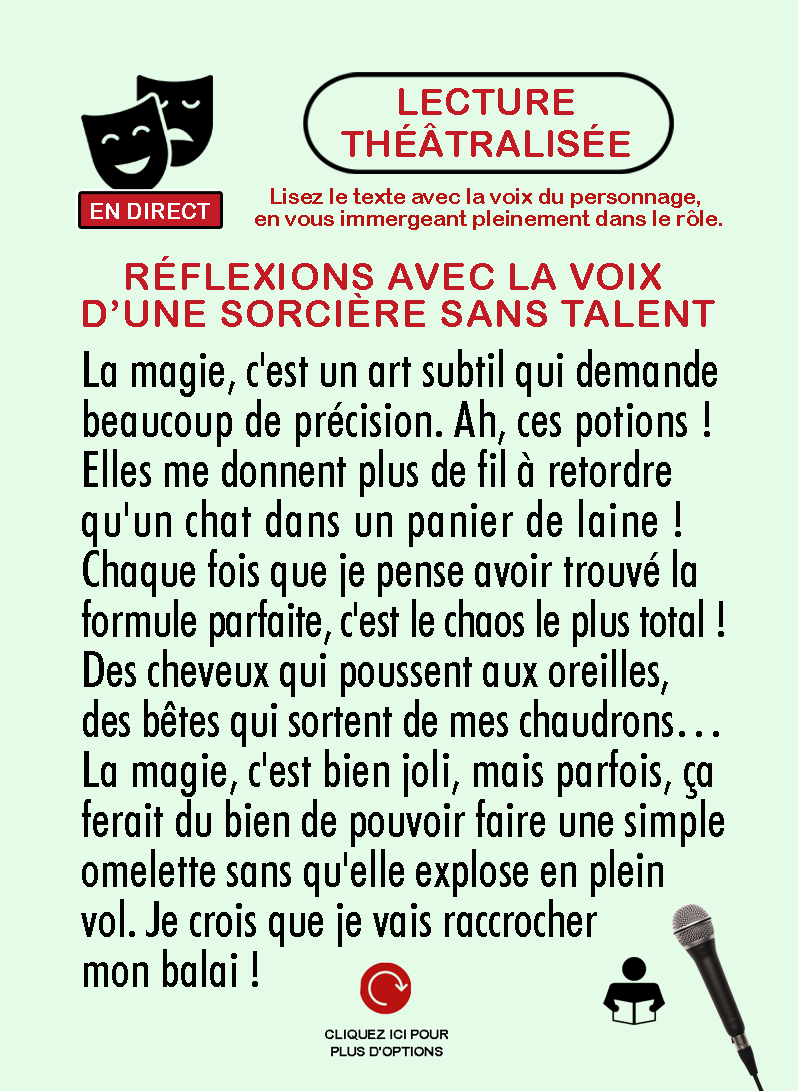 LECTURE
THÉÂTRALISÉE
EN DIRECT
Lisez le texte avec la voix du personnage,
en vous immergeant pleinement dans le rôle.
RÉFLEXIONS AVEC LA VOIX
D’UNE SORCIÈRE SANS TALENT
La magie, c'est un art subtil qui demande
beaucoup de précision. Ah, ces potions !
Elles me donnent plus de fil à retordre
qu'un chat dans un panier de laine !
Chaque fois que je pense avoir trouvé la
formule parfaite, c'est le chaos le plus total !
Des cheveux qui poussent aux oreilles,
des bêtes qui sortent de mes chaudrons…
La magie, c'est bien joli, mais parfois, ça
ferait du bien de pouvoir faire une simple
omelette sans qu'elle explose en plein
vol. Je crois que je vais raccrocher
mon balai !
CLIQUEZ ICI POUR
PLUS D'OPTIONS